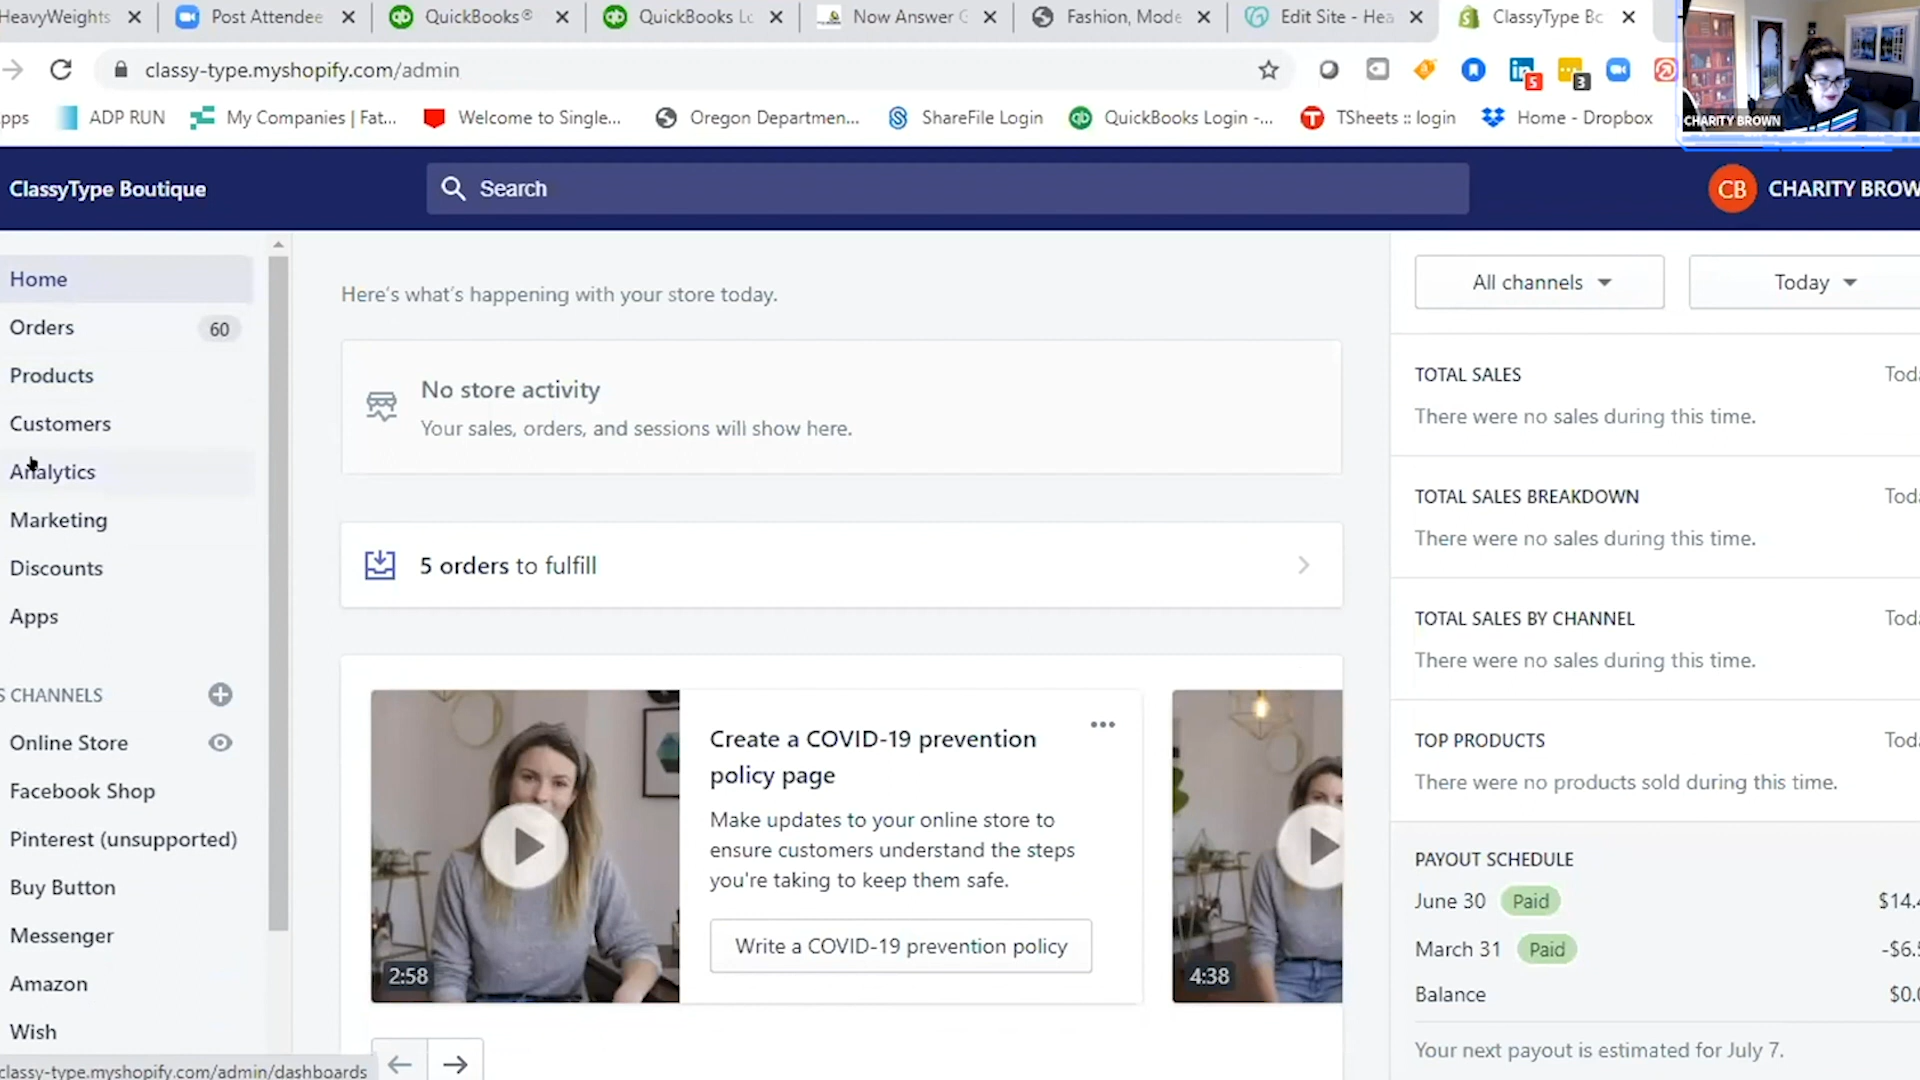 HeavyWeights
Post Attendee
QuickBooks®
QuickBooks Lo
Now Answer
Fashion, Mode
Edit Site - Hea
ClassyType Bo
classy-type.myshopify.com/admin
5
3
CHARITY BROWN
pps
ADP RUN
My Companies | Fat...
Welcome to Single...
Oregon Departmen...
ShareFile Login
QuickBooks Login -...
TSheets :: login
Home - Dropbox
ClassyType Boutique
Search
CB
CHARITY BROW
Home
Orders
60
Products
Customers
Analytics
Marketing
Discounts
Apps
S CHANNELS
Online Store
Facebook Shop
Pinterest (unsupported)
Buy Button
Messenger
Amazon
Wish
classy-type.myshopify.com/admin/dashboards
Here's what's happening with your store today.
No store activity
Your sales, orders, and sessions will show here.
5 orders to fulfill
2:58
Create a COVID-19 prevention
policy page
Make updates to your online store to
ensure customers understand the steps
you're taking to keep them safe.
Write a COVID-19 prevention policy
4:38
All channels
Today
TOTAL SALES
Toda
There were no sales during this time.
TOTAL SALES BREAKDOWN
Toda
There were no sales during this time.
TOTAL SALES BY CHANNEL
Toda
There were no sales during this time.
TOP PRODUCTS
Toda
There were no products sold during this time.
PAYOUT SCHEDULE
June 30
Paid
$14.4
March 31
Paid
-$6.5
Balance
$0.0
Your next payout is estimated for July 7.